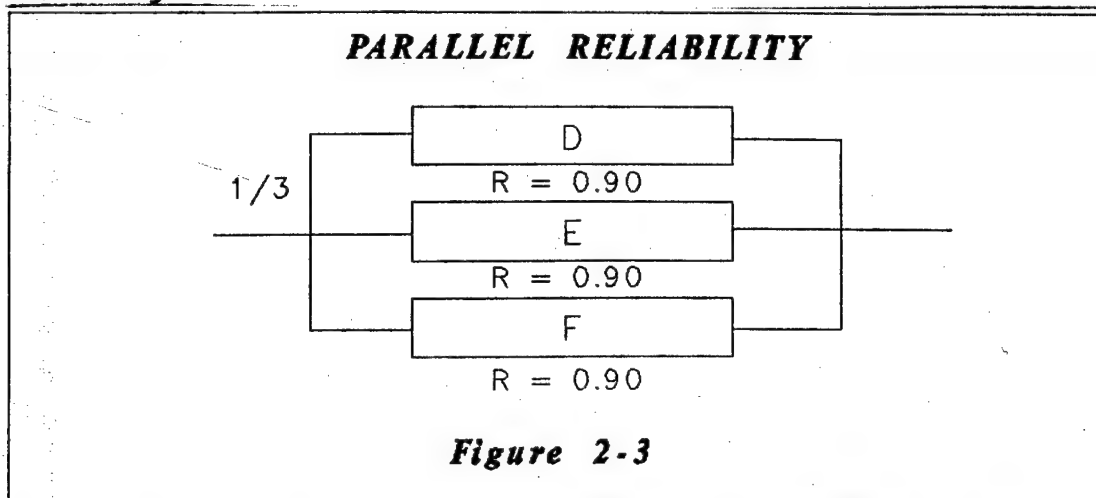 PARALLEL RELIABILITY
D
1/3
R = 0.90
E
R = 0.90
F
R = 0.90
Figure 2-3